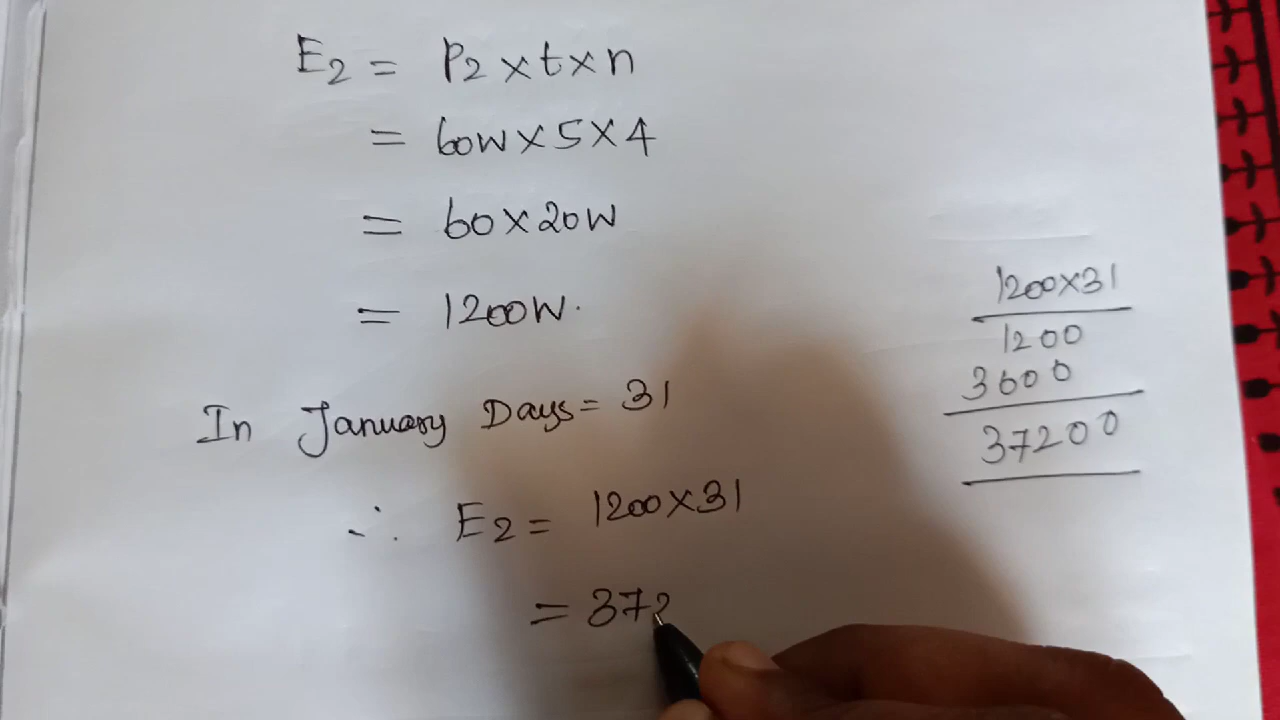 E2 = P2 × t × n
= 60W × 5 × 4
= 60 × 20W
= 1200W.
In January Days = 31
∴ E2 = 1200 × 31
= 372
1200×31
1200
3600
37200